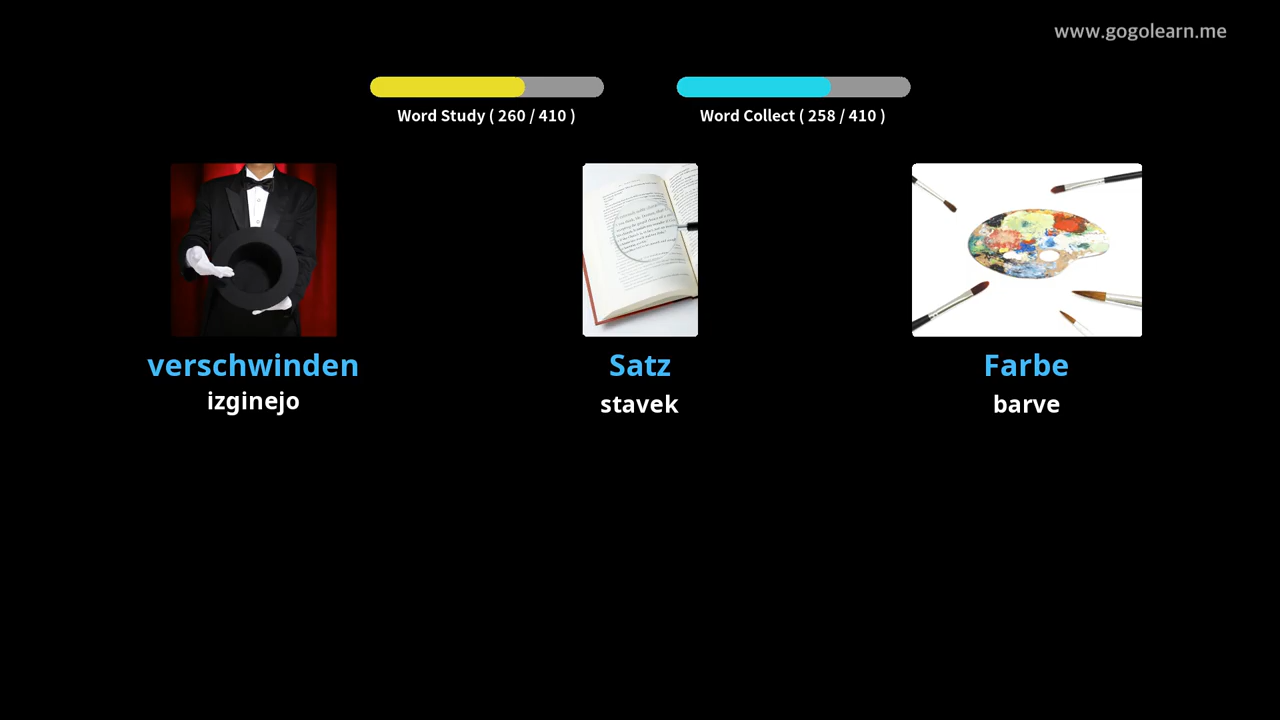 www.gogolearn.me
Word Study ( 260 / 410 )
Word Collect ( 258 / 410 )
verschwinden
izginejo
Satz
stavek
Farbe
barve